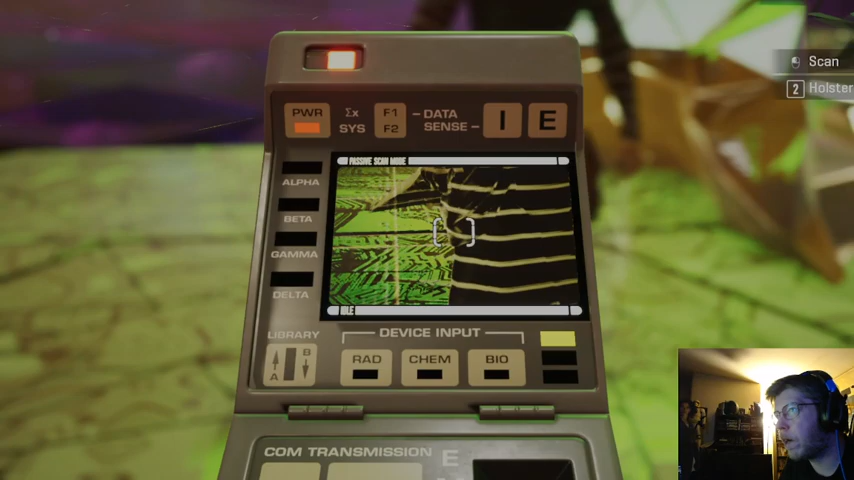 Scan
2 Holster
PWR
Σx
SYS
F1
F2
DATA
SENSE
I
E
PASSIVE SCAN MODE
ALPHA
BETA
GAMMA
DELTA
IDLE
LIBRARY
A
B
DEVICE INPUT
RAD
CHEM
BIO
COM TRANSMISSION
E